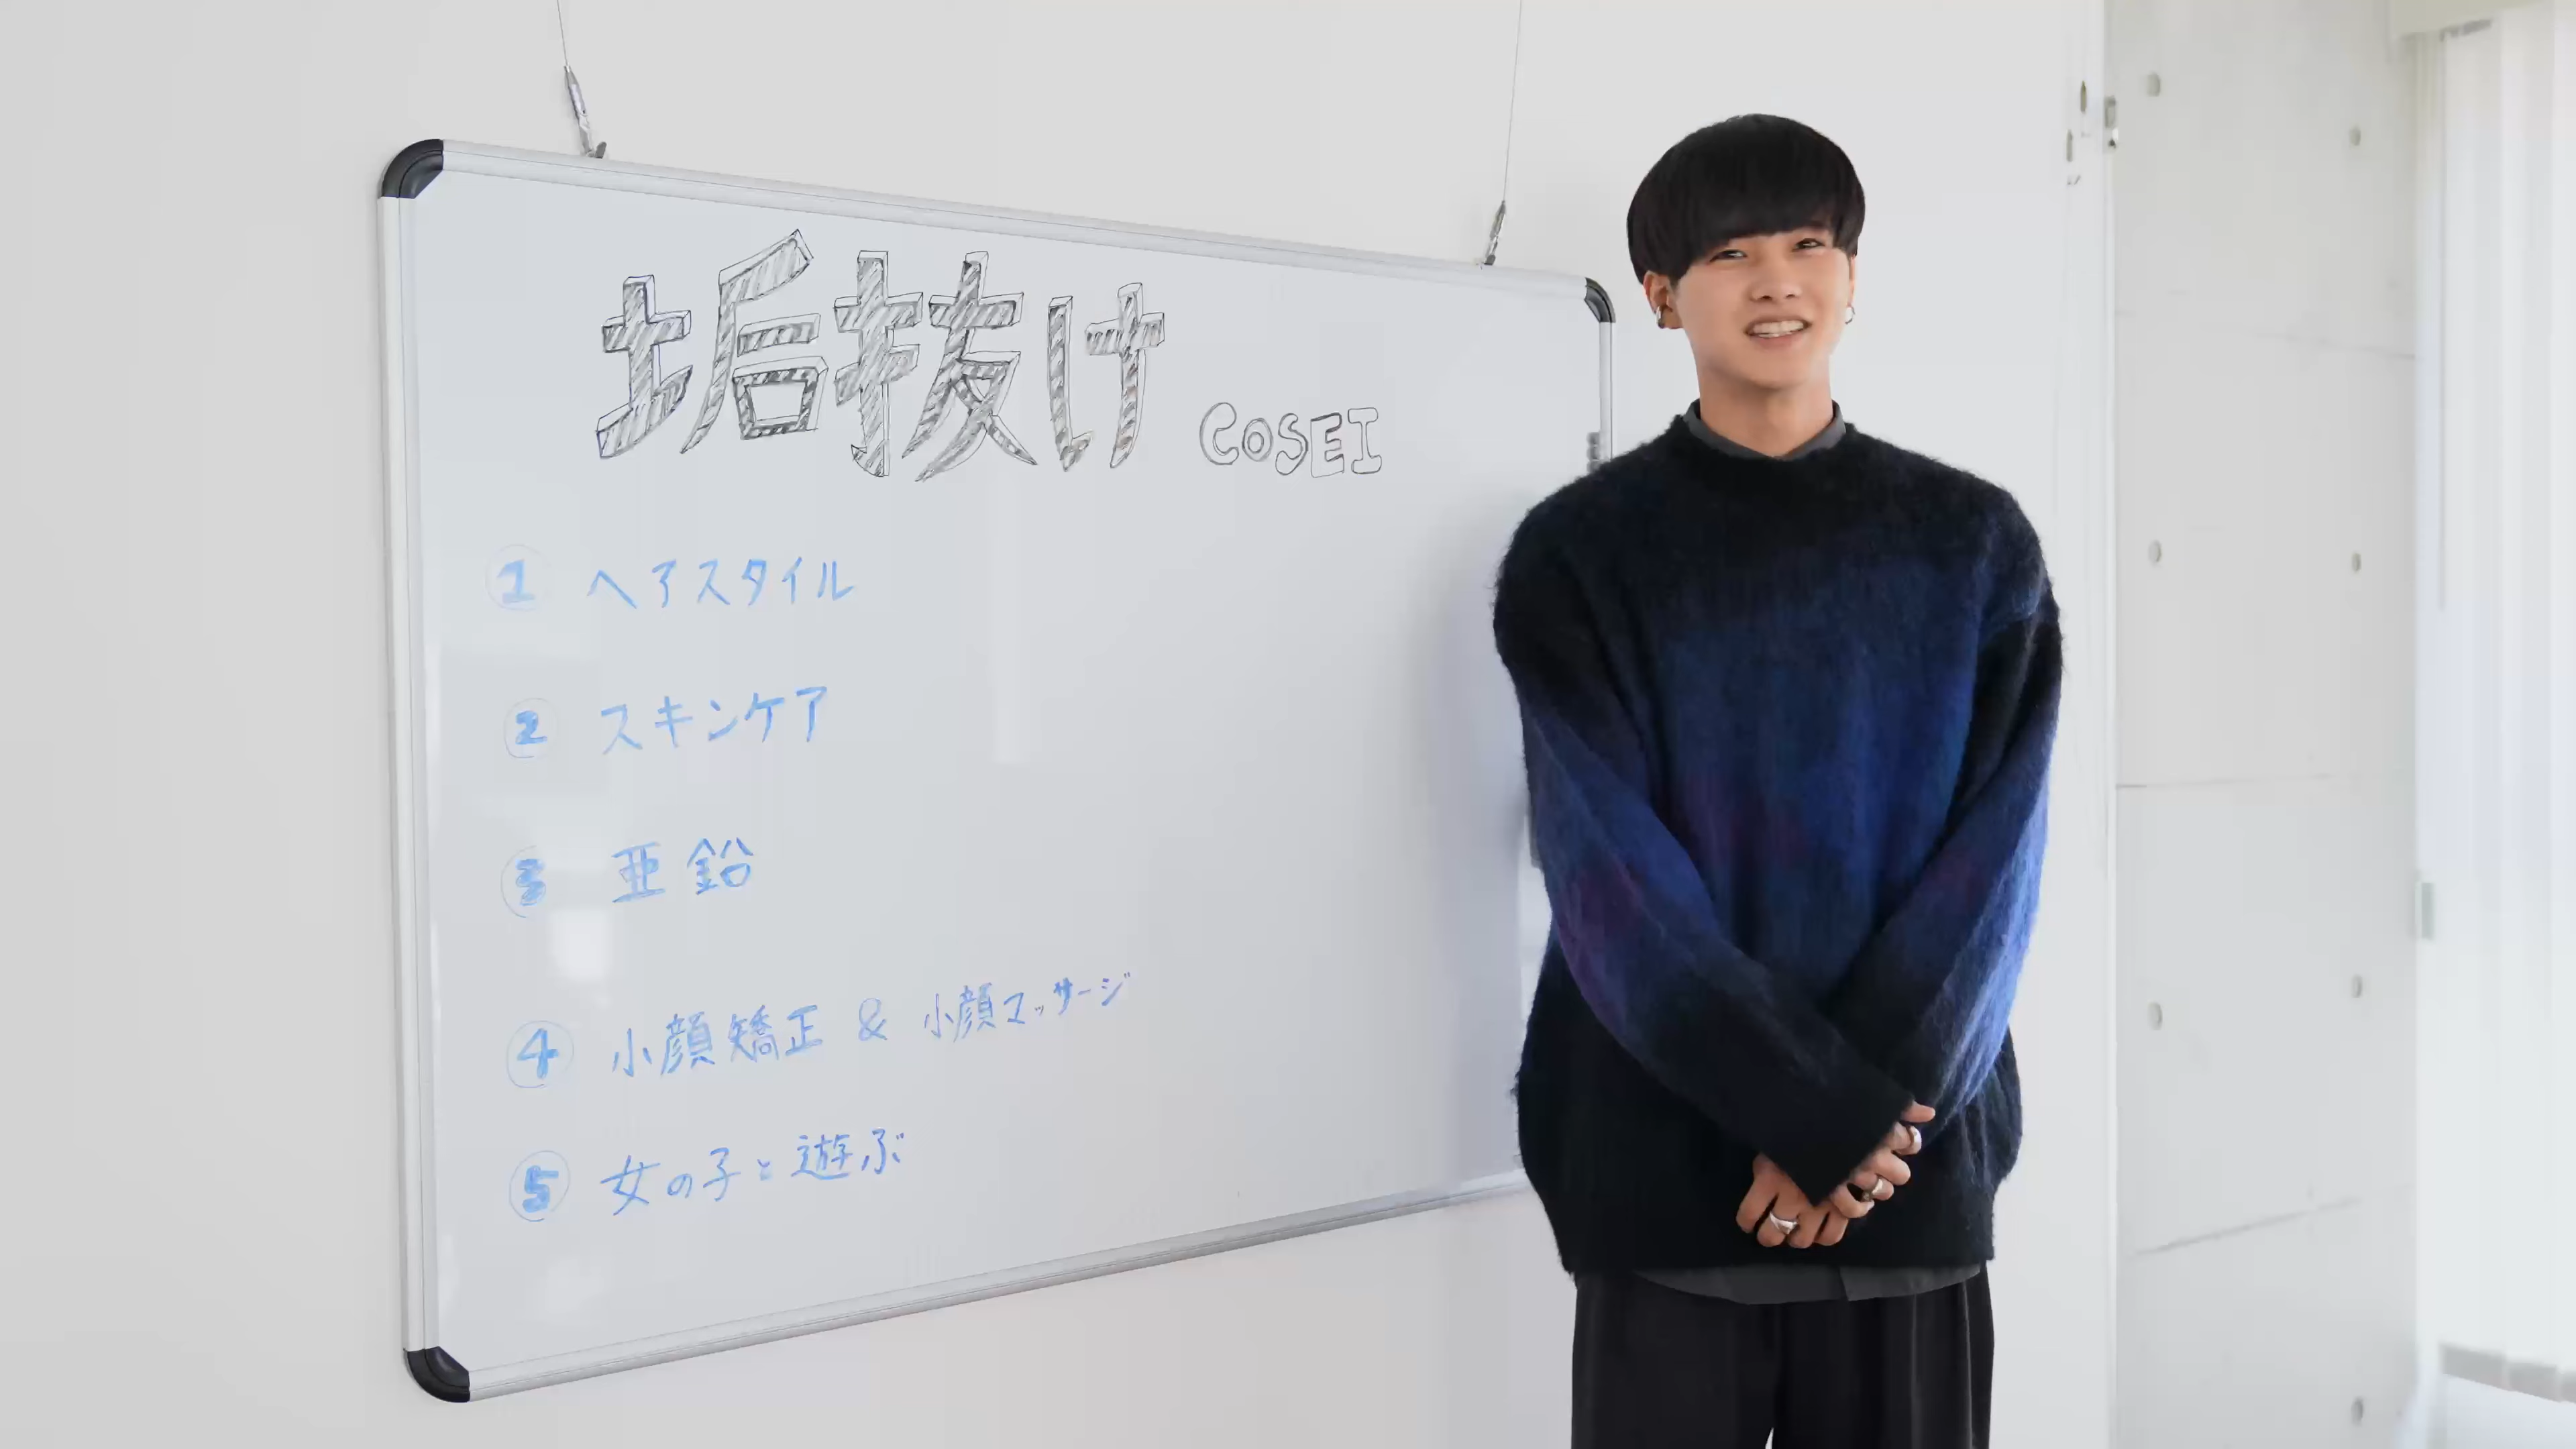 垢抜け COSEI
① ヘアスタイル
② スキンケア
③ 亜鉛
④ 小顔矯正 & 小顔マッサージ
⑤ 女の子と遊ぶ